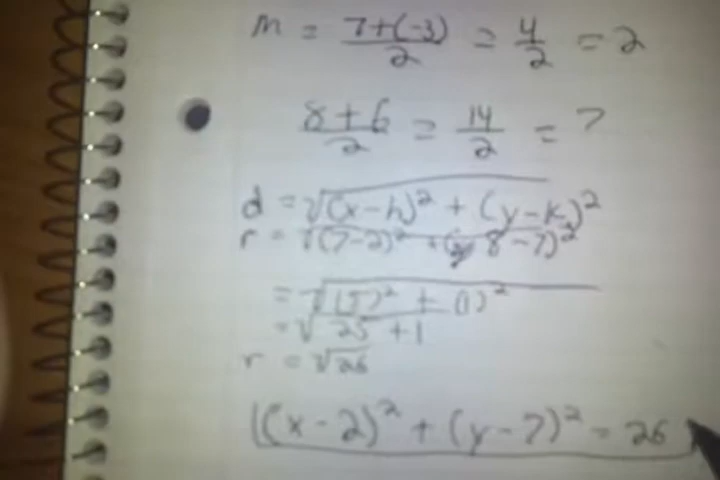 m = (7+(-3))/2 = 4/2 = 2
(8+6)/2 = 14/2 = 7
d = √((x-h)² + (y-k)²)
r = √((7-2)² + (8-7)²)
= √((5)² + (1)²)
= √(25 + 1)
r = √26
(x-2)² + (y-7)² = 26